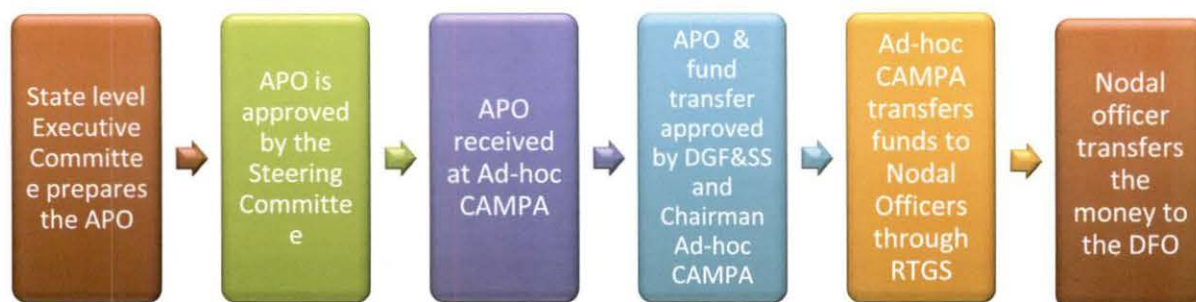 State level
Executive
Committe
e prepares
the APO
APO is
approved
by the
Steering
Committe
e
APO
received
at Ad-hoc
CAMPA
APO &
fund
transfer
approved
by DGF&SS
and
Chairman
Ad-hoc
CAMPA
Ad-hoc
CAMPA
transfers
funds to
Nodal
Officers
through
RTGS
Nodal
officer
transfers
the
money to
the DFO